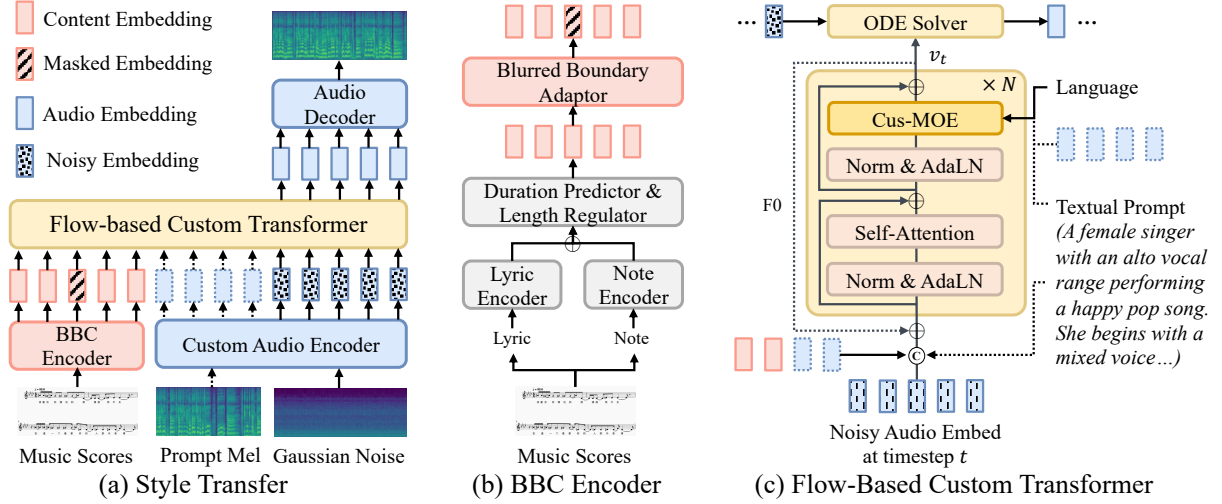 Content Embedding
Masked Embedding
Audio Embedding
Noisy Embedding
Audio
Decoder
Flow-based Custom Transformer
BBC
Encoder
Custom Audio Encoder
Music Scores
Prompt Mel
Gaussian Noise
(a) Style Transfer
Blurred Boundary
Adaptor
Duration Predictor &
Length Regulator
Lyric
Encoder
Note
Encoder
Lyric
Note
Music Scores
(b) BBC Encoder
... ODE Solver ...
v_t
× N
Language
Cus-MOE
Norm & AdaLN
F0
Self-Attention
Norm & AdaLN
Textual Prompt
(A female singer
with an alto vocal
range performing
a happy pop song.
She begins with a
mixed voice…)
C
Noisy Audio Embed
at timestep t
(c) Flow-Based Custom Transformer